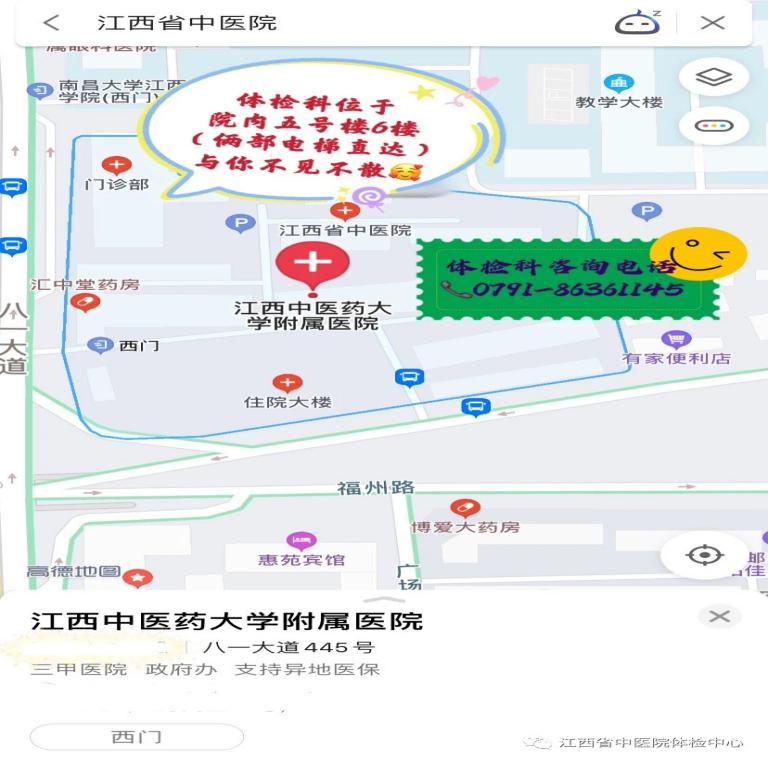 江西省中医院
属眼科医院
南昌大学江西
学院(西门)
体检科位于
院内五号楼6楼
(俩部电梯直达)
与你不见不散
教学大楼
门诊部
P
P
江西省中医院
体检科咨询电话
0791-86361145
汇中堂药房
江西中医药大
学附属医院
八一大道
西门
有家便利店
住院大楼
福州路
博爱大药房
惠苑宾馆
高德地图
广场
江西中医药大学附属医院
八一大道445号
三甲医院 政府办 支持异地医保
西门
江西省中医院体检中心